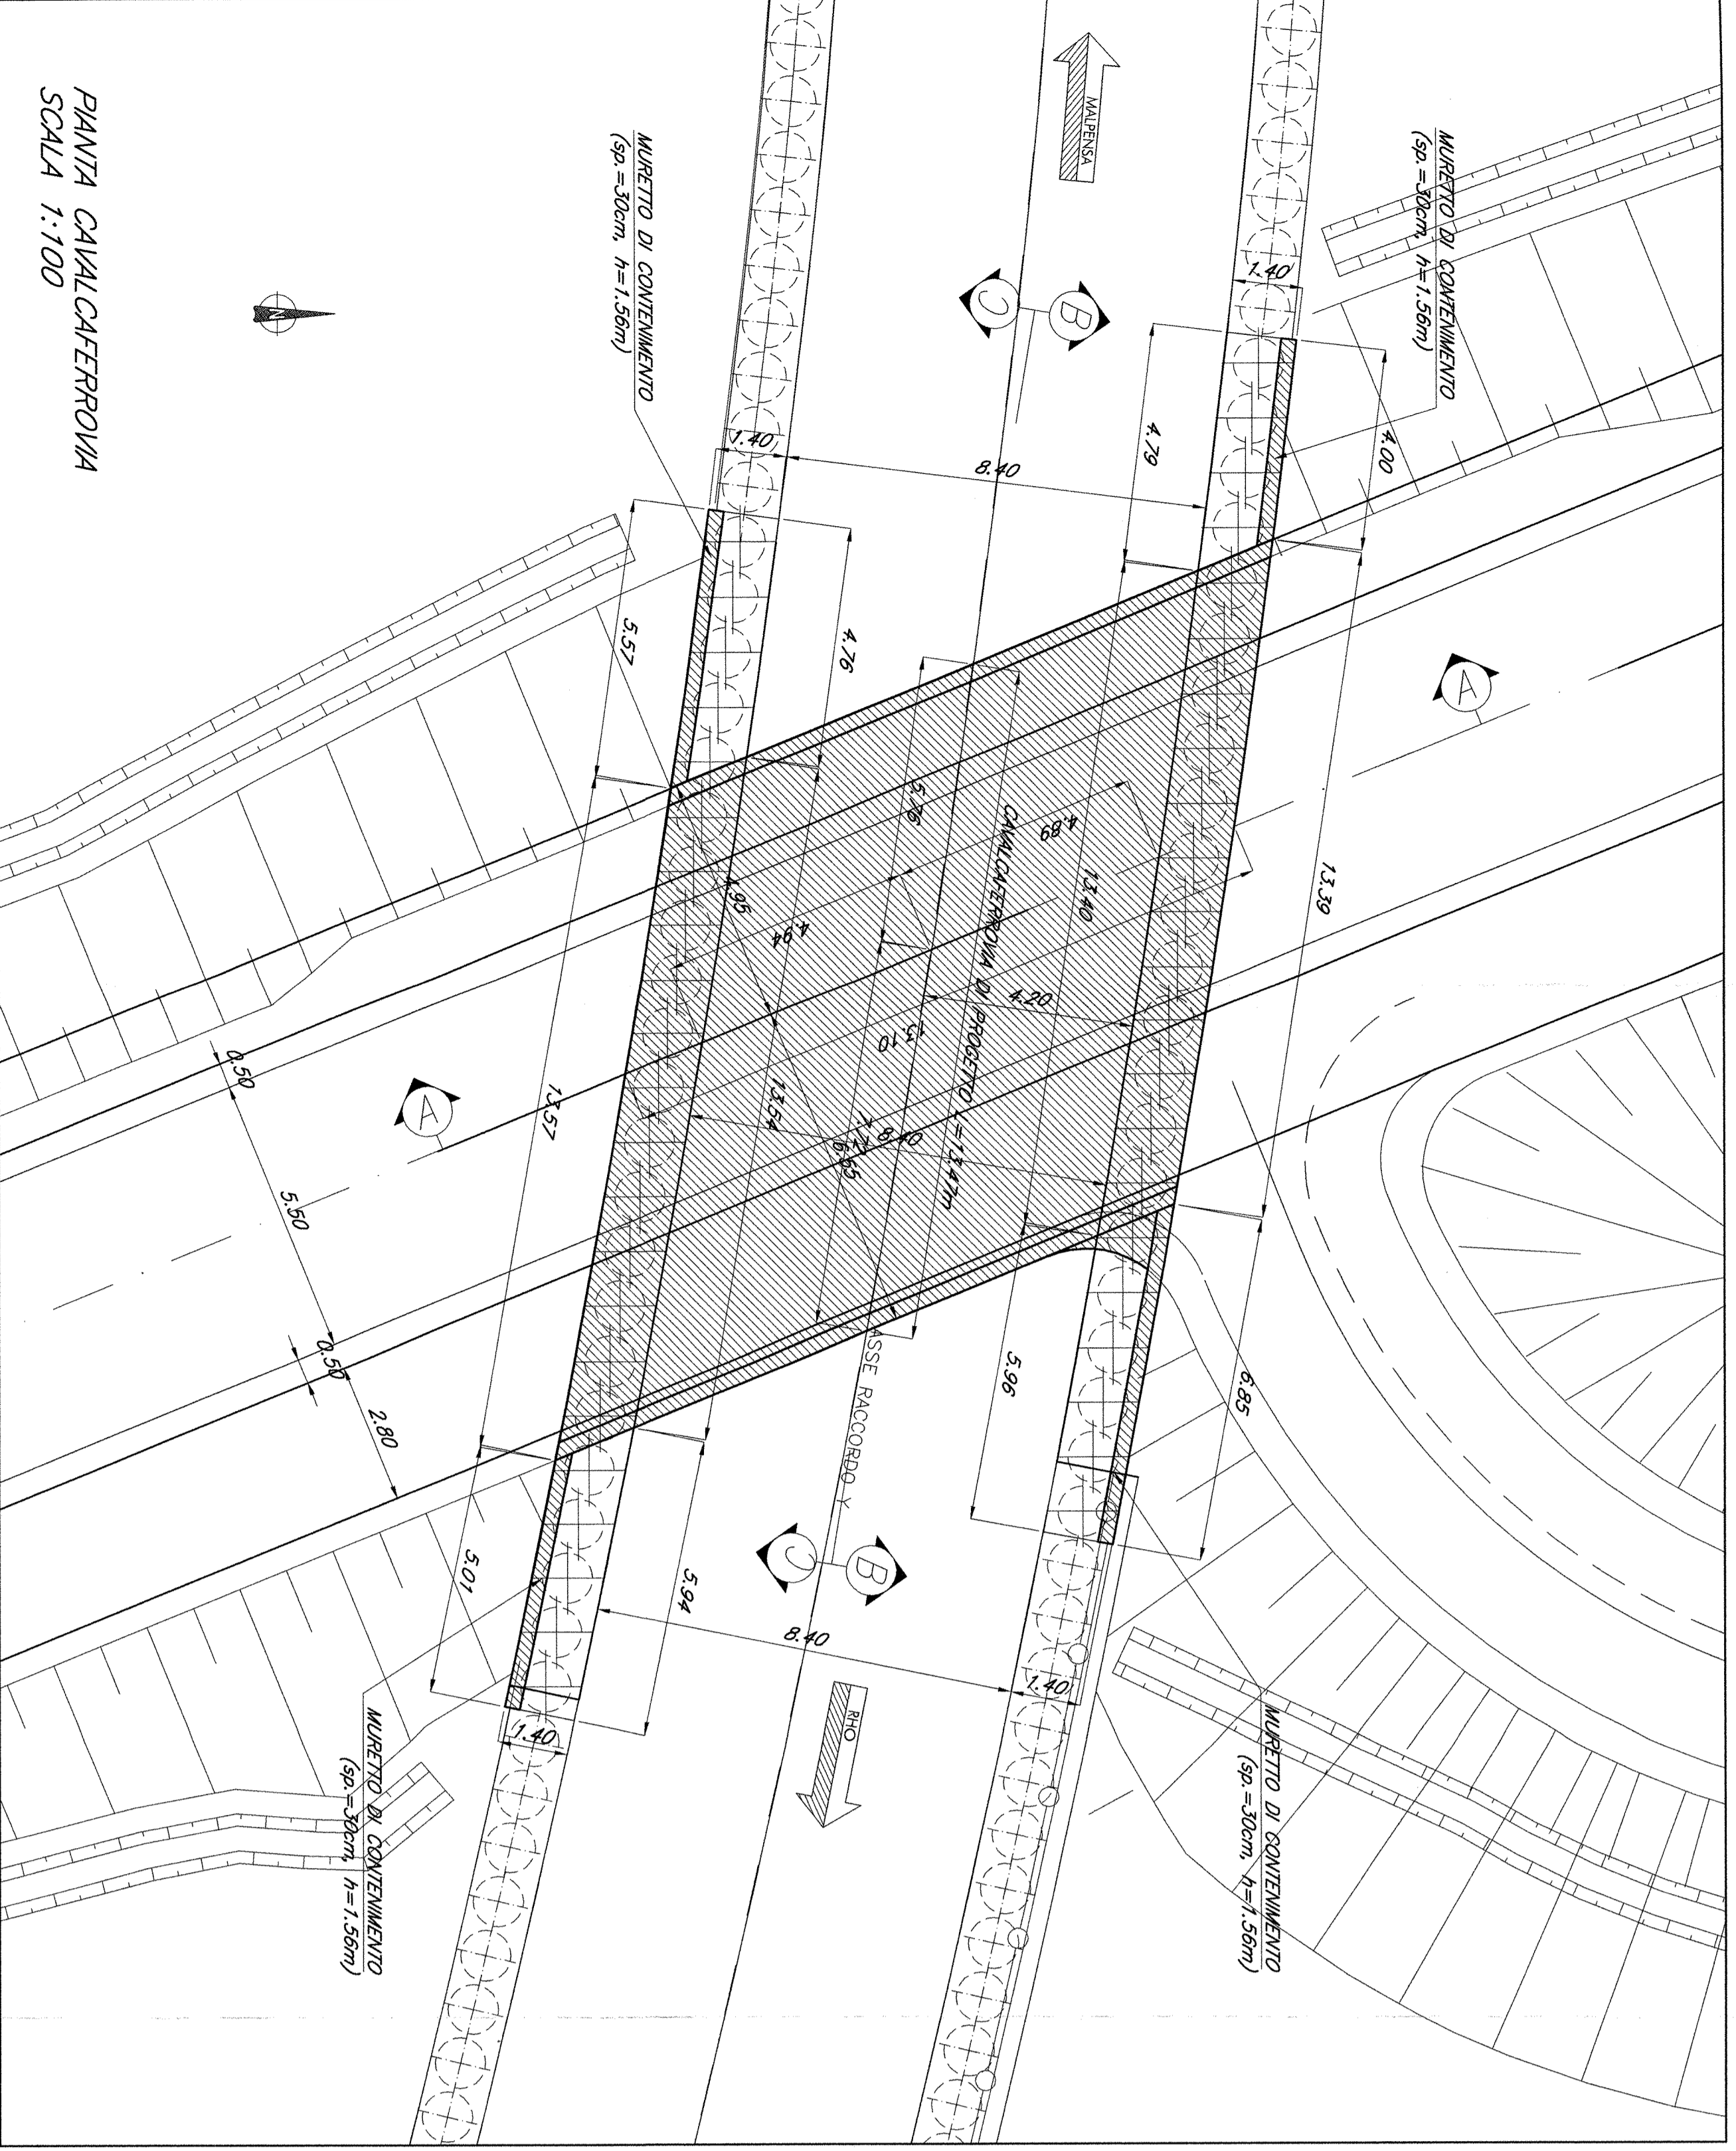 PIANTA CAVALCAFERROVIA
SCALA 1:100
N
MALPENSA
MURETTO DI CONTENIMENTO
(sp.=30cm, h=1.56m)
MURETTO DI CONTENIMENTO
(sp.=30cm, h=1.56m)
1.40
C
B
4.79
4.00
1.40
8.40
5.57
4.76
A
5.76
4.89
13.40
13.39
CAVALCAFERROVIA DI PROGETTO L=13.47m
4.95
4.94
4.20
13.10
13.54
8.40
6.65
13.57
A
0.50
5.50
0.50
2.80
ASSE RACCORDO Y
5.96
6.85
5.01
5.94
C
B
8.40
1.40
1.40
RHO
MURETTO DI CONTENIMENTO
(sp.=30cm, h=1.56m)
MURETTO DI CONTENIMENTO
(sp.=30cm, h=1.56m)